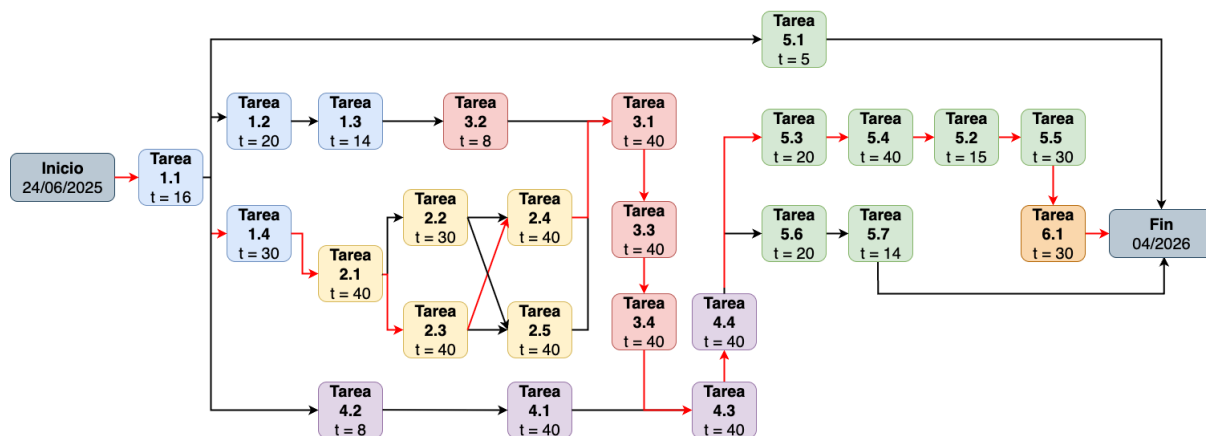 Tarea
5.1
t = 5
Tarea
1.2
t = 20
Tarea
1.3
t = 14
Tarea
3.2
t = 8
Tarea
3.1
t = 40
Tarea
5.3
t = 20
Tarea
5.4
t = 40
Tarea
5.2
t = 15
Tarea
5.5
t = 30
Inicio
24/06/2025
Tarea
1.1
t = 16
Tarea
1.4
t = 30
Tarea
2.1
t = 40
Tarea
2.2
t = 30
Tarea
2.4
t = 40
Tarea
3.3
t = 40
Tarea
5.6
t = 20
Tarea
5.7
t = 14
Tarea
6.1
t = 30
Fin
04/2026
Tarea
2.3
t = 40
Tarea
2.5
t = 40
Tarea
3.4
t = 40
Tarea
4.4
t = 40
Tarea
4.2
t = 8
Tarea
4.1
t = 40
Tarea
4.3
t = 40